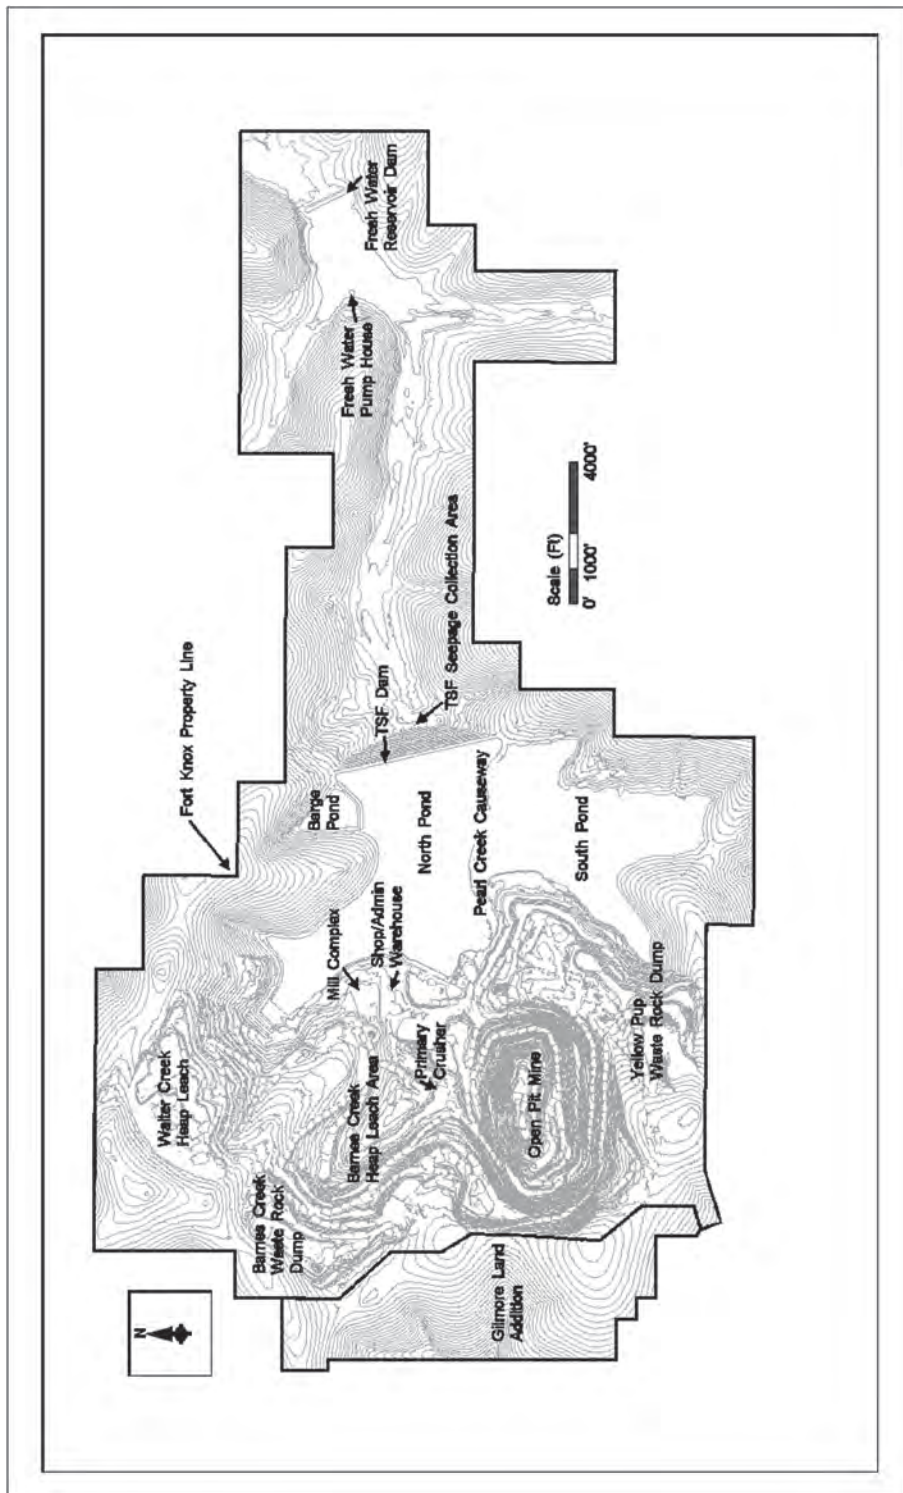 N
Fort Knox Property Line
Walter Creek
Heap Leach
Barnes Creek
Waste Rock
Dump
Barge
Pond
Fresh Water
Pump House
Fresh Water
Reservoir Dam
Mill Complex
Shop/Admin
Warehouse
Barnes Creek
Heap Leach Area
Primary
Crusher
North Pond
TSF Dam
TSF Seepage Collection Area
Pearl Creek Causeway
Gilmore Land
Addition
Open Pit Mine
South Pond
Yellow Pup
Waste Rock Dump
Scale (Ft)
0' 1000' 4000'